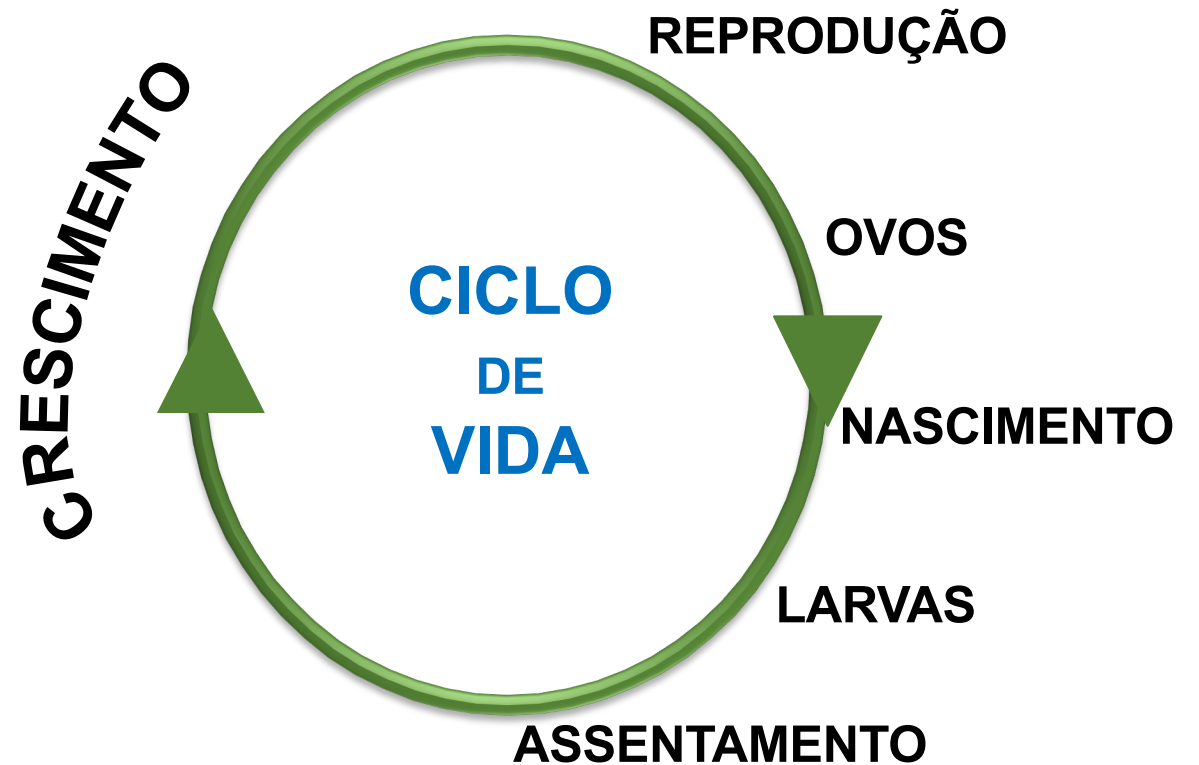 REPRODUÇÃO
OVOS
NASCIMENTO
LARVAS
ASSENTAMENTO
CRESCIMENTO
CICLO
DE
VIDA